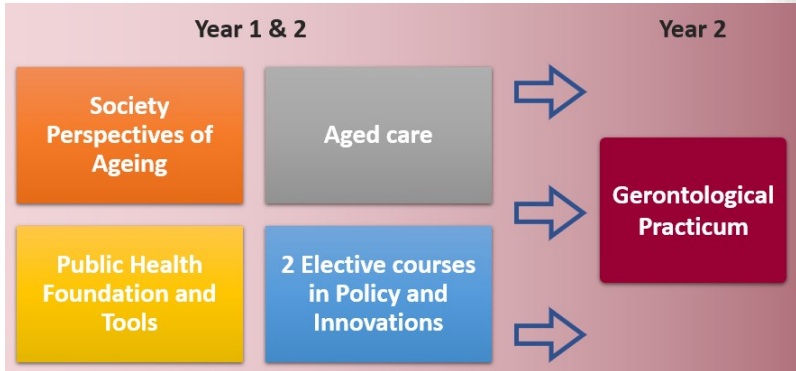 Year 1 & 2
Year 2
Society
Perspectives of
Ageing
Aged care
Public Health
Foundation and
Tools
2 Elective courses
in Policy and
Innovations
Gerontological
Practicum